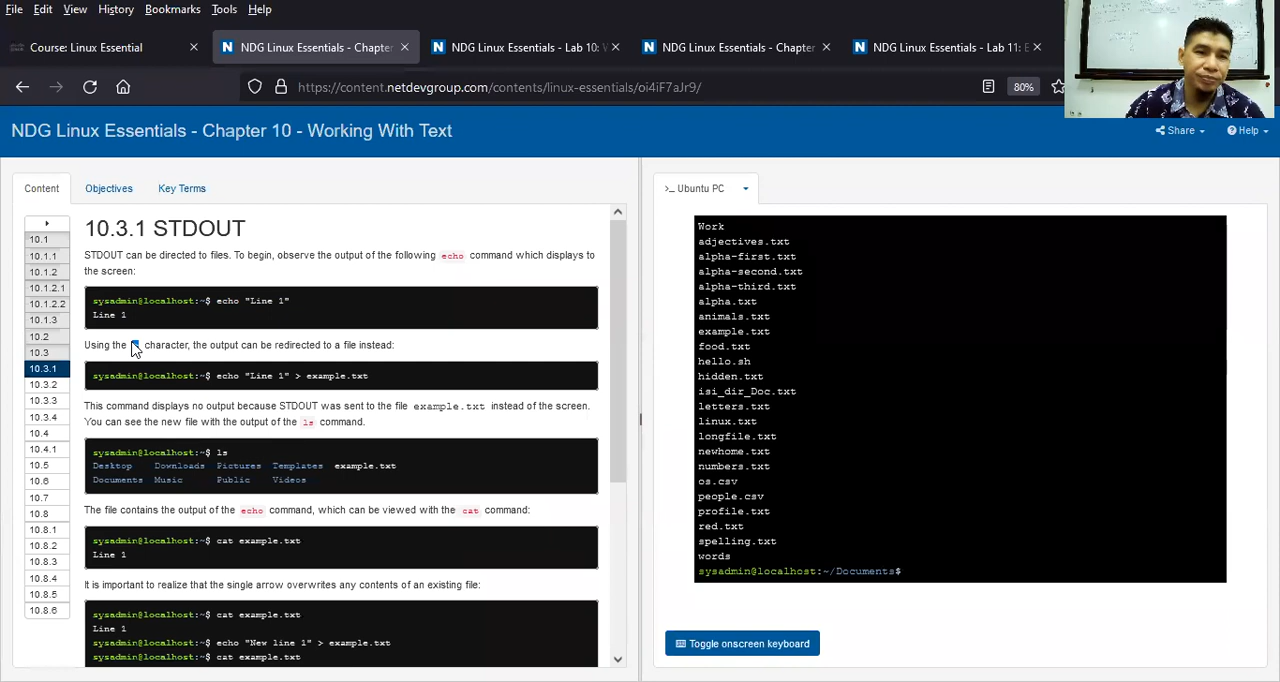 File Edit View History Bookmarks Tools Help
Course: Linux Essential
NDG Linux Essentials - Chapter
NDG Linux Essentials - Lab 10: W
NDG Linux Essentials - Chapter
NDG Linux Essentials - Lab 11: E
https://content.netdevgroup.com/contents/linux-essentials/oi4iF7aJr9/
80%
NDG Linux Essentials - Chapter 10 - Working With Text
Share Help
Content Objectives Key Terms
10.1
10.1.1
10.1.2
10.1.2.1
10.1.2.2
10.1.3
10.2
10.3
10.3.1
10.3.2
10.3.3
10.3.4
10.4
10.4.1
10.5
10.6
10.7
10.8
10.8.1
10.8.2
10.8.3
10.8.4
10.8.5
10.8.6
10.3.1 STDOUT
STDOUT can be directed to files. To begin, observe the output of the following echo command which displays to
the screen:
sysadmin@localhost:~$ echo "Line 1"
Line 1
Using the character, the output can be redirected to a file instead:
sysadmin@localhost:~$ echo "Line 1" > example.txt
This command displays no output because STDOUT was sent to the file example.txt instead of the screen.
You can see the new file with the output of the ls command.
sysadmin@localhost:~$ ls
Desktop Downloads Pictures Templates example.txt
Documents Music Public Videos
The file contains the output of the echo command, which can be viewed with the cat command:
sysadmin@localhost:~$ cat example.txt
Line 1
It is important to realize that the single arrow overwrites any contents of an existing file:
sysadmin@localhost:~$ cat example.txt
Line 1
sysadmin@localhost:~$ echo "New line 1" > example.txt
sysadmin@localhost:~$ cat example.txt
>_ Ubuntu PC
Work
adjectives.txt
alpha-first.txt
alpha-second.txt
alpha-third.txt
alpha.txt
animals.txt
example.txt
food.txt
hello.sh
hidden.txt
isi_dir_Doc.txt
letters.txt
linux.txt
longfile.txt
newhome.txt
numbers.txt
os.csv
people.csv
profile.txt
red.txt
spelling.txt
words
sysadmin@localhost:~/Documents$
Toggle onscreen keyboard